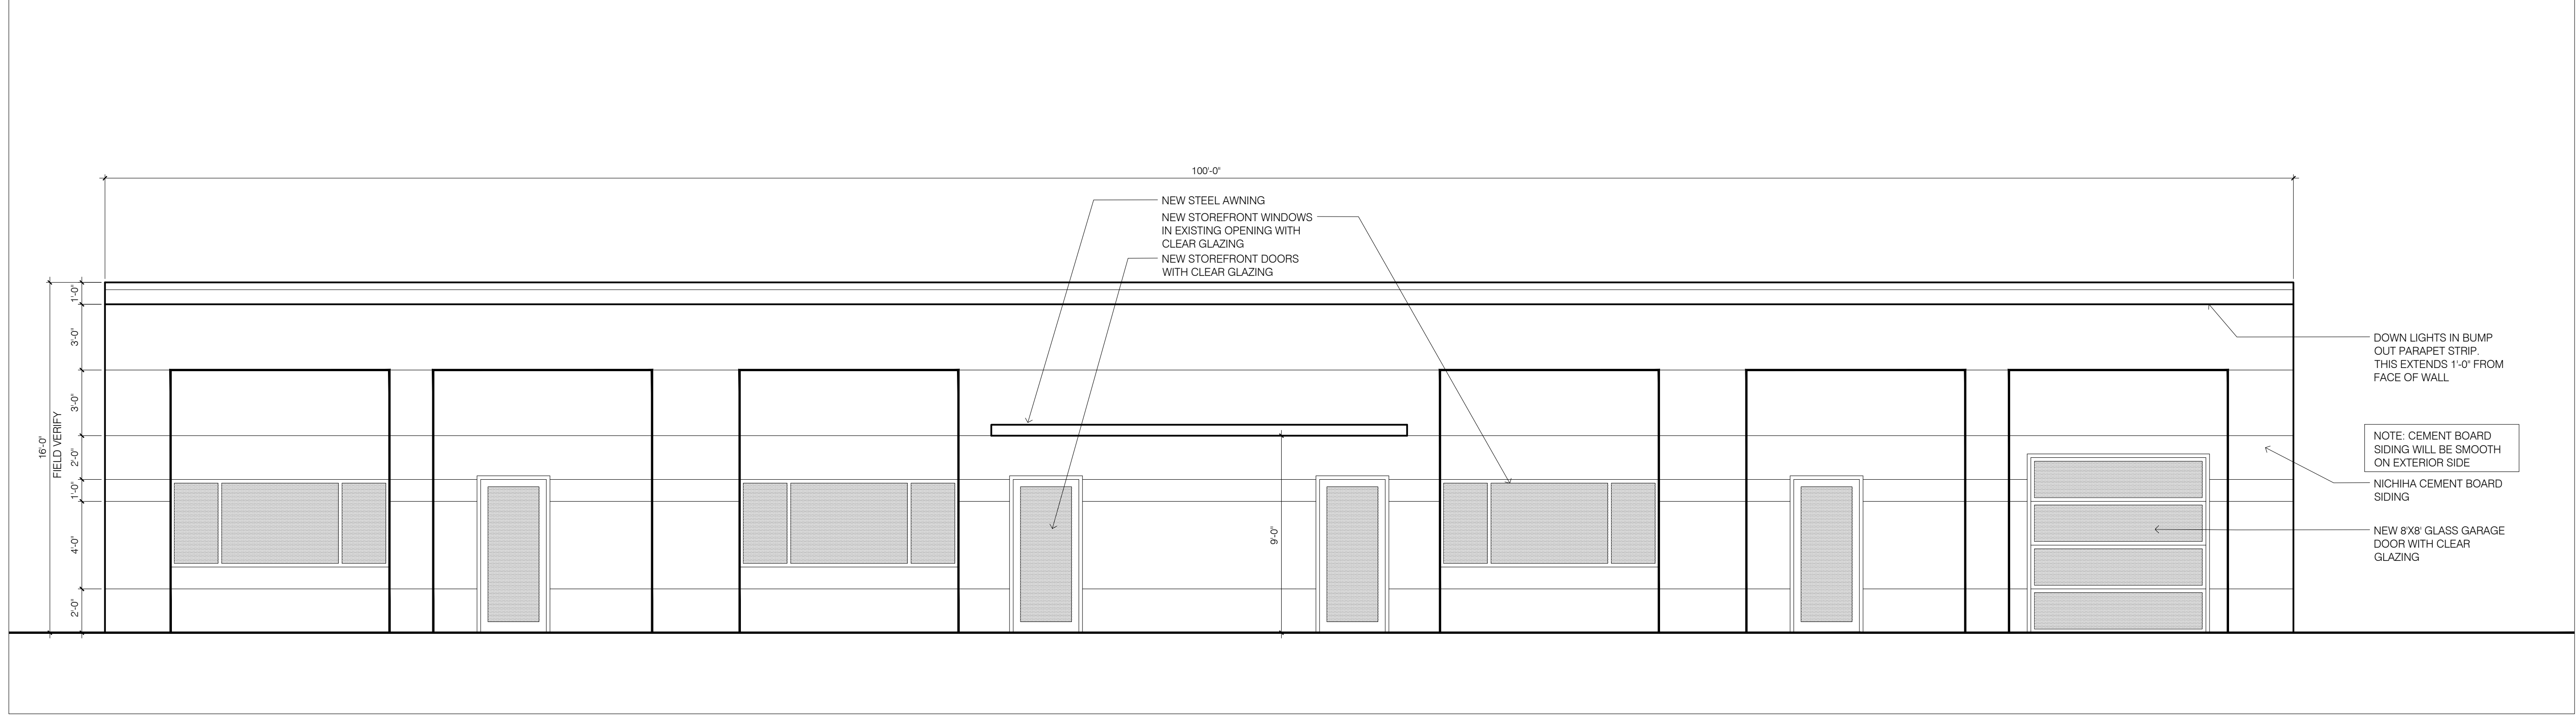 100'-0"
NEW STEEL AWNING
NEW STOREFRONT WINDOWS
IN EXISTING OPENING WITH
CLEAR GLAZING
NEW STOREFRONT DOORS
WITH CLEAR GLAZING
16'-0"
FIELD VERIFY
1'-0"
3'-0"
3'-0"
2'-0"
1'-0"
4'-0"
2'-0"
9'-0"
DOWN LIGHTS IN BUMP
OUT PARAPET STRIP.
THIS EXTENDS 1'-0" FROM
FACE OF WALL
NOTE: CEMENT BOARD
SIDING WILL BE SMOOTH
ON EXTERIOR SIDE
NICHIHA CEMENT BOARD
SIDING
NEW 8'X8' GLASS GARAGE
DOOR WITH CLEAR
GLAZING